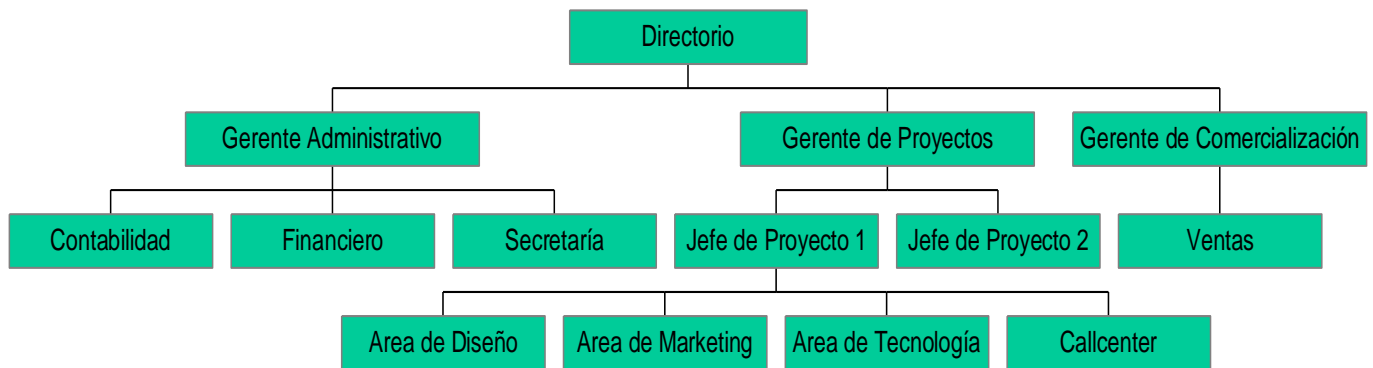 Directorio
Gerente Administrativo
Gerente de Proyectos
Gerente de Comercialización
Contabilidad
Financiero
Secretaría
Jefe de Proyecto 1
Jefe de Proyecto 2
Ventas
Area de Diseño
Area de Marketing
Area de Tecnología
Callcenter